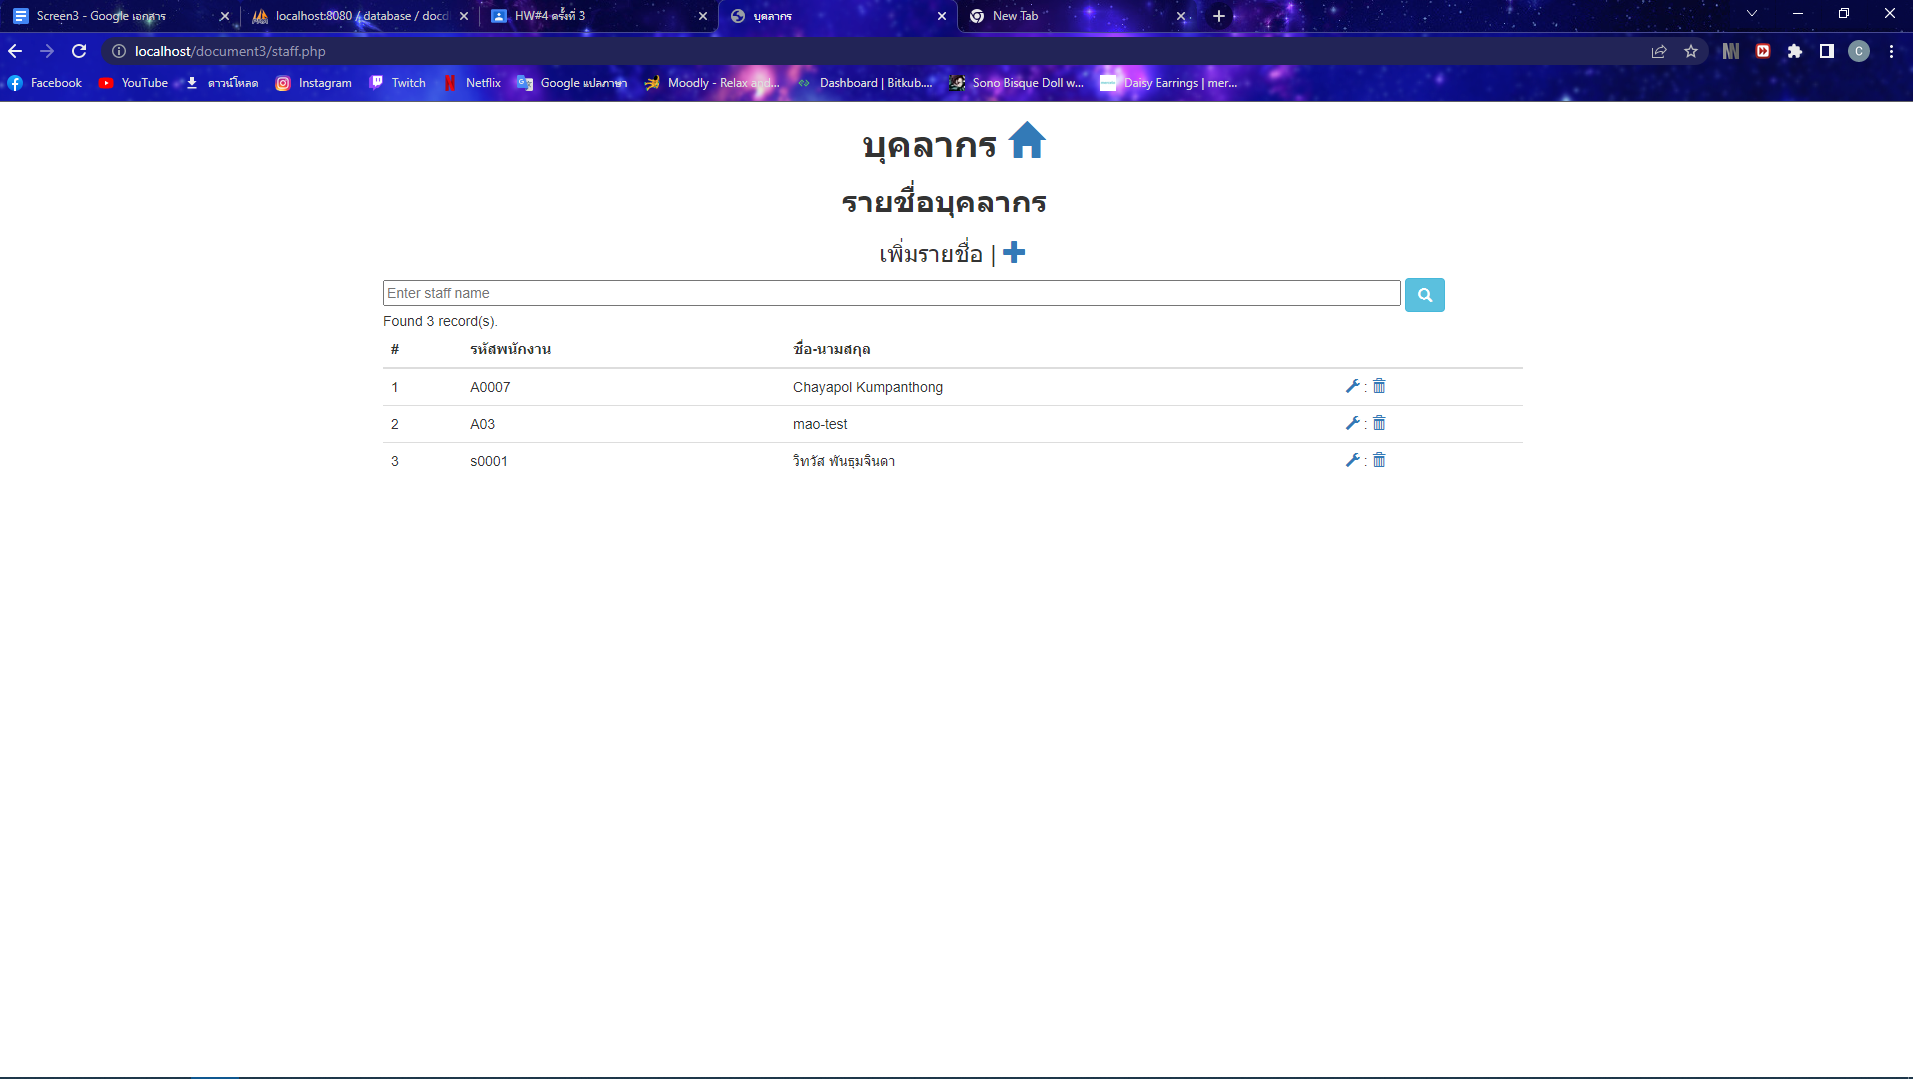 Screen3 - Google เอกสาร
localhost:8080 / database / docd
HW#4 ครั้งที่ 3
บุคลากร
New Tab
localhost/document3/staff.php
C
Facebook
YouTube
ดาวน์โหลด
Instagram
Twitch
Netflix
Google แปลภาษา
Moodly - Relax and...
Dashboard | Bitkub....
Sono Bisque Doll w...
Daisy Earrings | mer...
บุคลากร
รายชื่อบุคลากร
เพิ่มรายชื่อ |
Enter staff name
Found 3 record(s).
# รหัสพนักงาน ชื่อ-นามสกุล
1 A0007 Chayapol Kumpanthong :
2 A03 mao-test :
3 s0001 วิทวัส พันธุมจินดา :